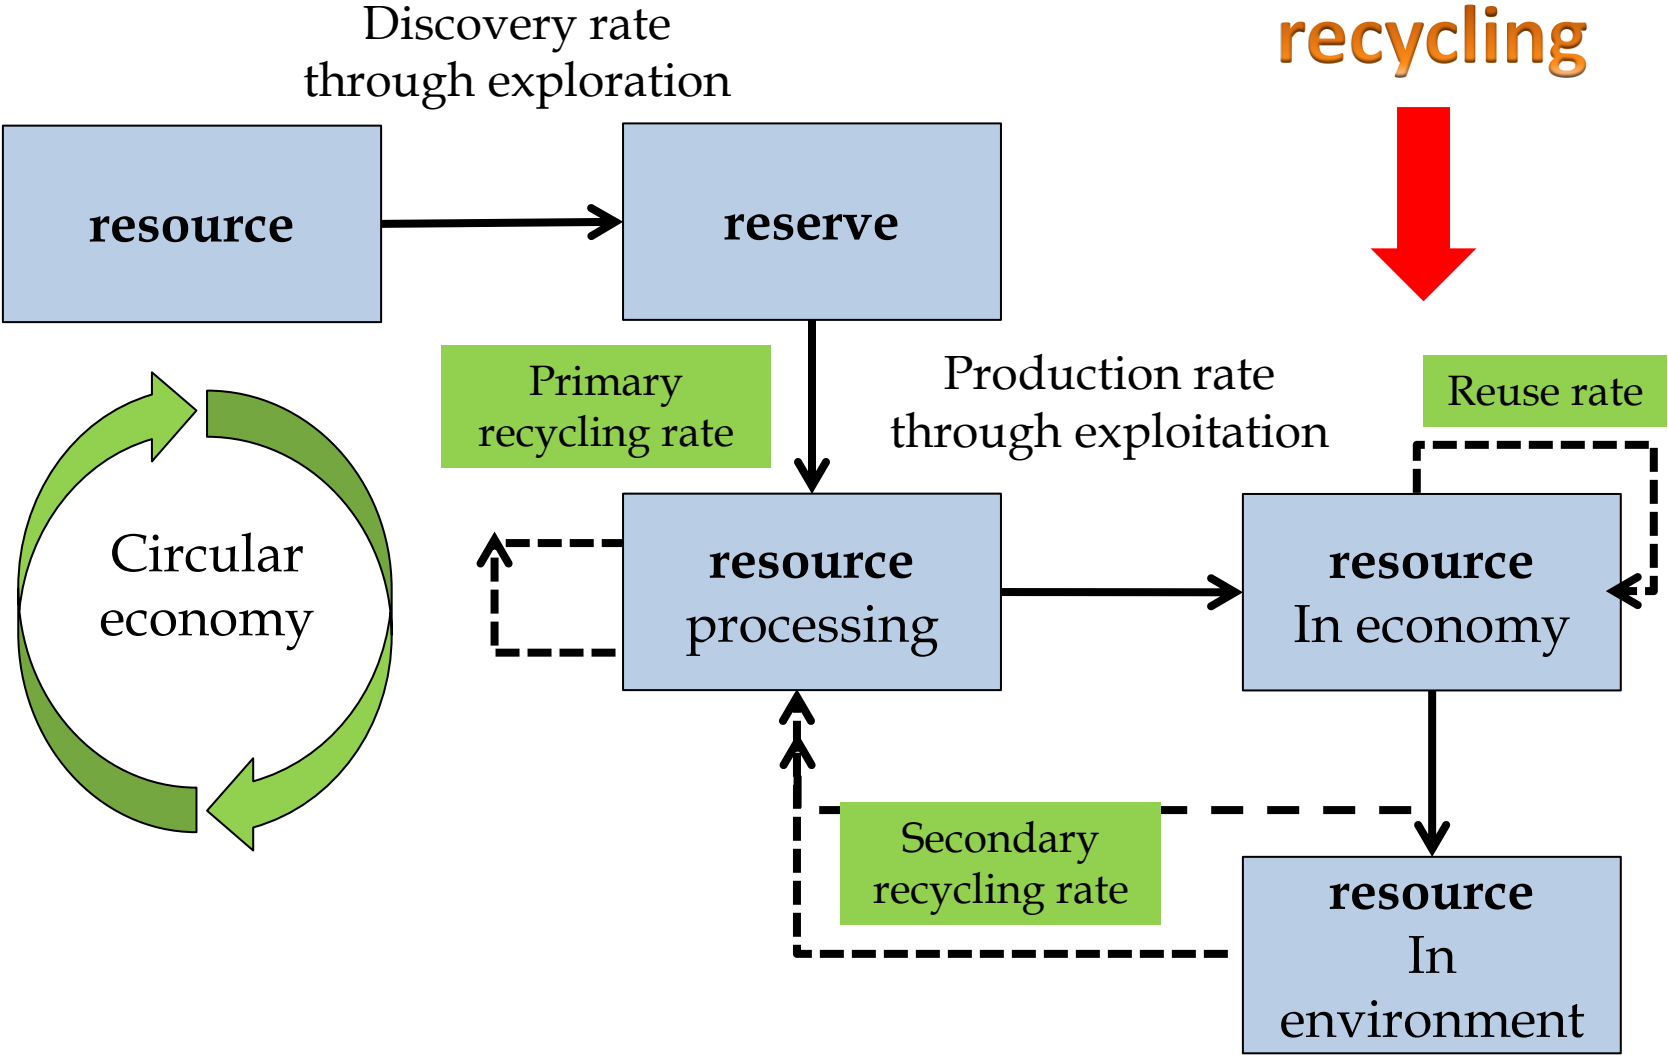 Discovery rate
through exploration
recycling
resource
reserve
Primary
recycling rate
Production rate
through exploitation
Reuse rate
Circular
economy
resource
processing
resource
In economy
Secondary
recycling rate
resource
In
environment